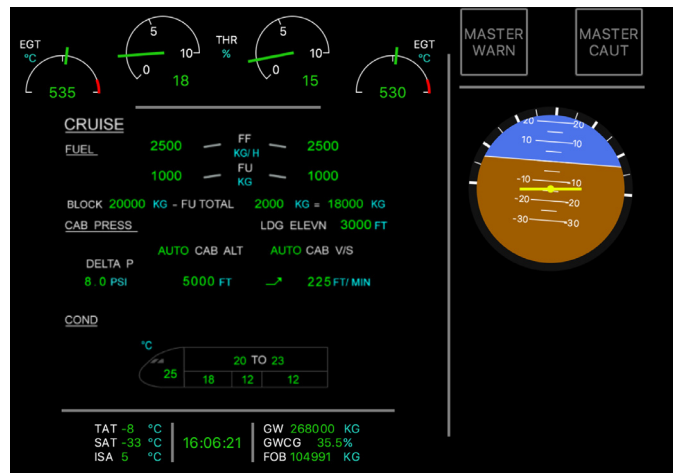 EGT °C 535
0 5 10 18
THR %
0 5 10 15
EGT °C 530
MASTER WARN
MASTER CAUT
CRUISE
FUEL 2500 FF KG/H 2500
1000 FU KG 1000
BLOCK 20000 KG - FU TOTAL 2000 KG = 18000 KG
CAB PRESS LDG ELEVN 3000 FT
AUTO CAB ALT AUTO CAB V/S
DELTA P
8.0 PSI 5000 FT 225 FT/MIN
COND
°C
20 TO 23
25 18 12 12
TAT -8 °C
SAT -33 °C
ISA 5 °C
16:06:21
GW 268000 KG
GWCG 35.5%
FOB 104991 KG
20 20
10 10
-10 -10
-20 -20
-30 -30